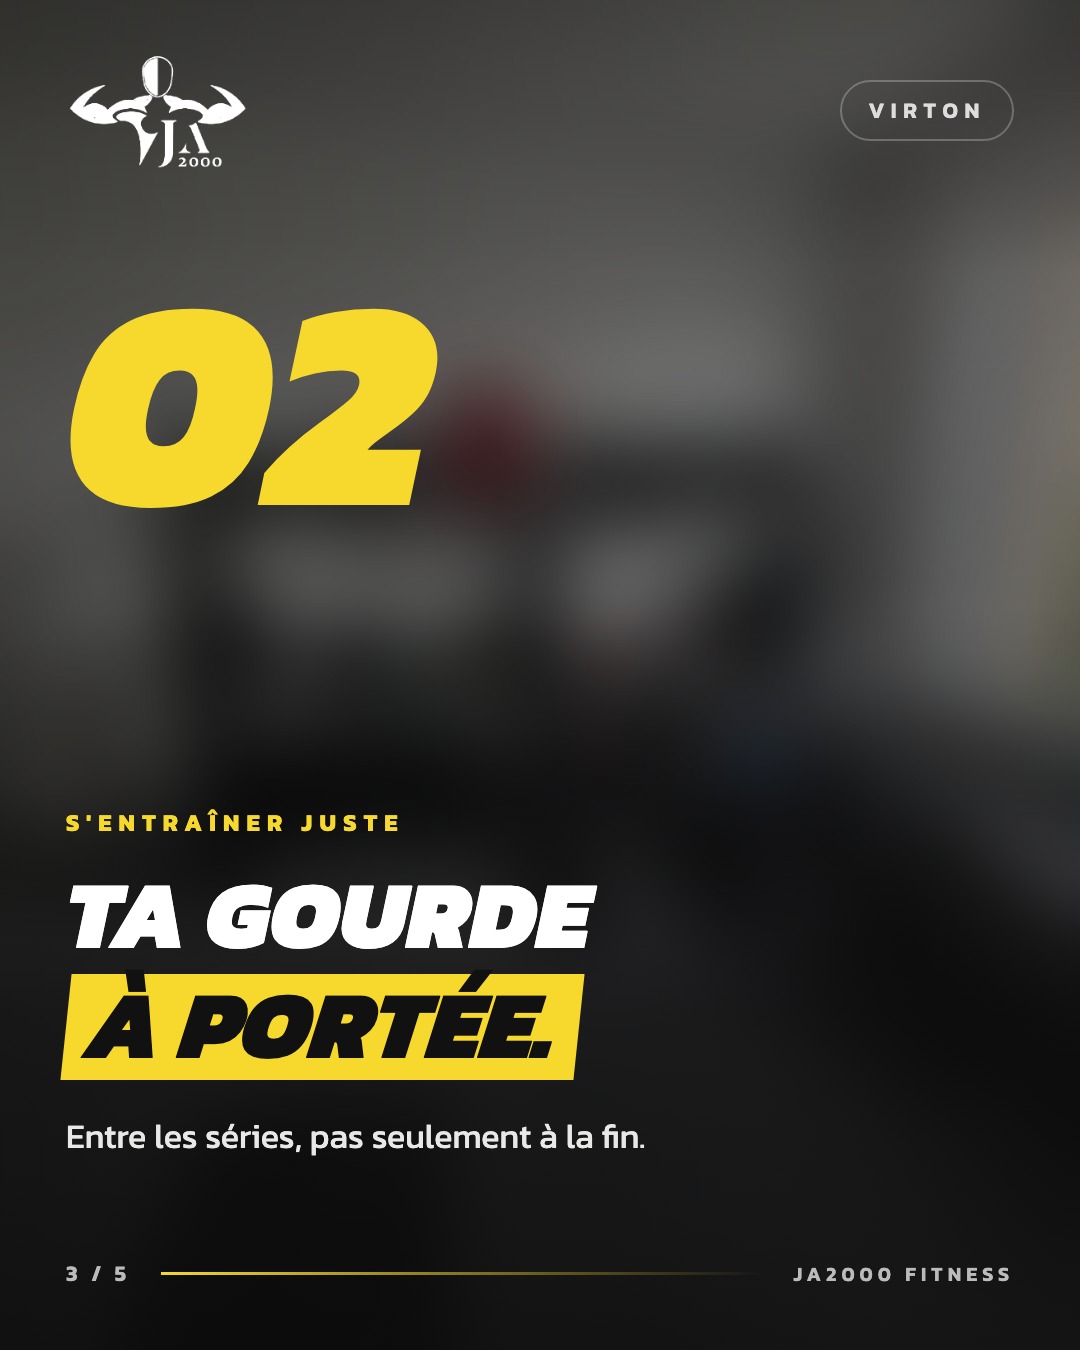 JA
2000
VIRTON
02
S'ENTRAÎNER JUSTE
TA GOURDE
À PORTÉE.
Entre les séries, pas seulement à la fin.
3 / 5
JA2000 FITNESS